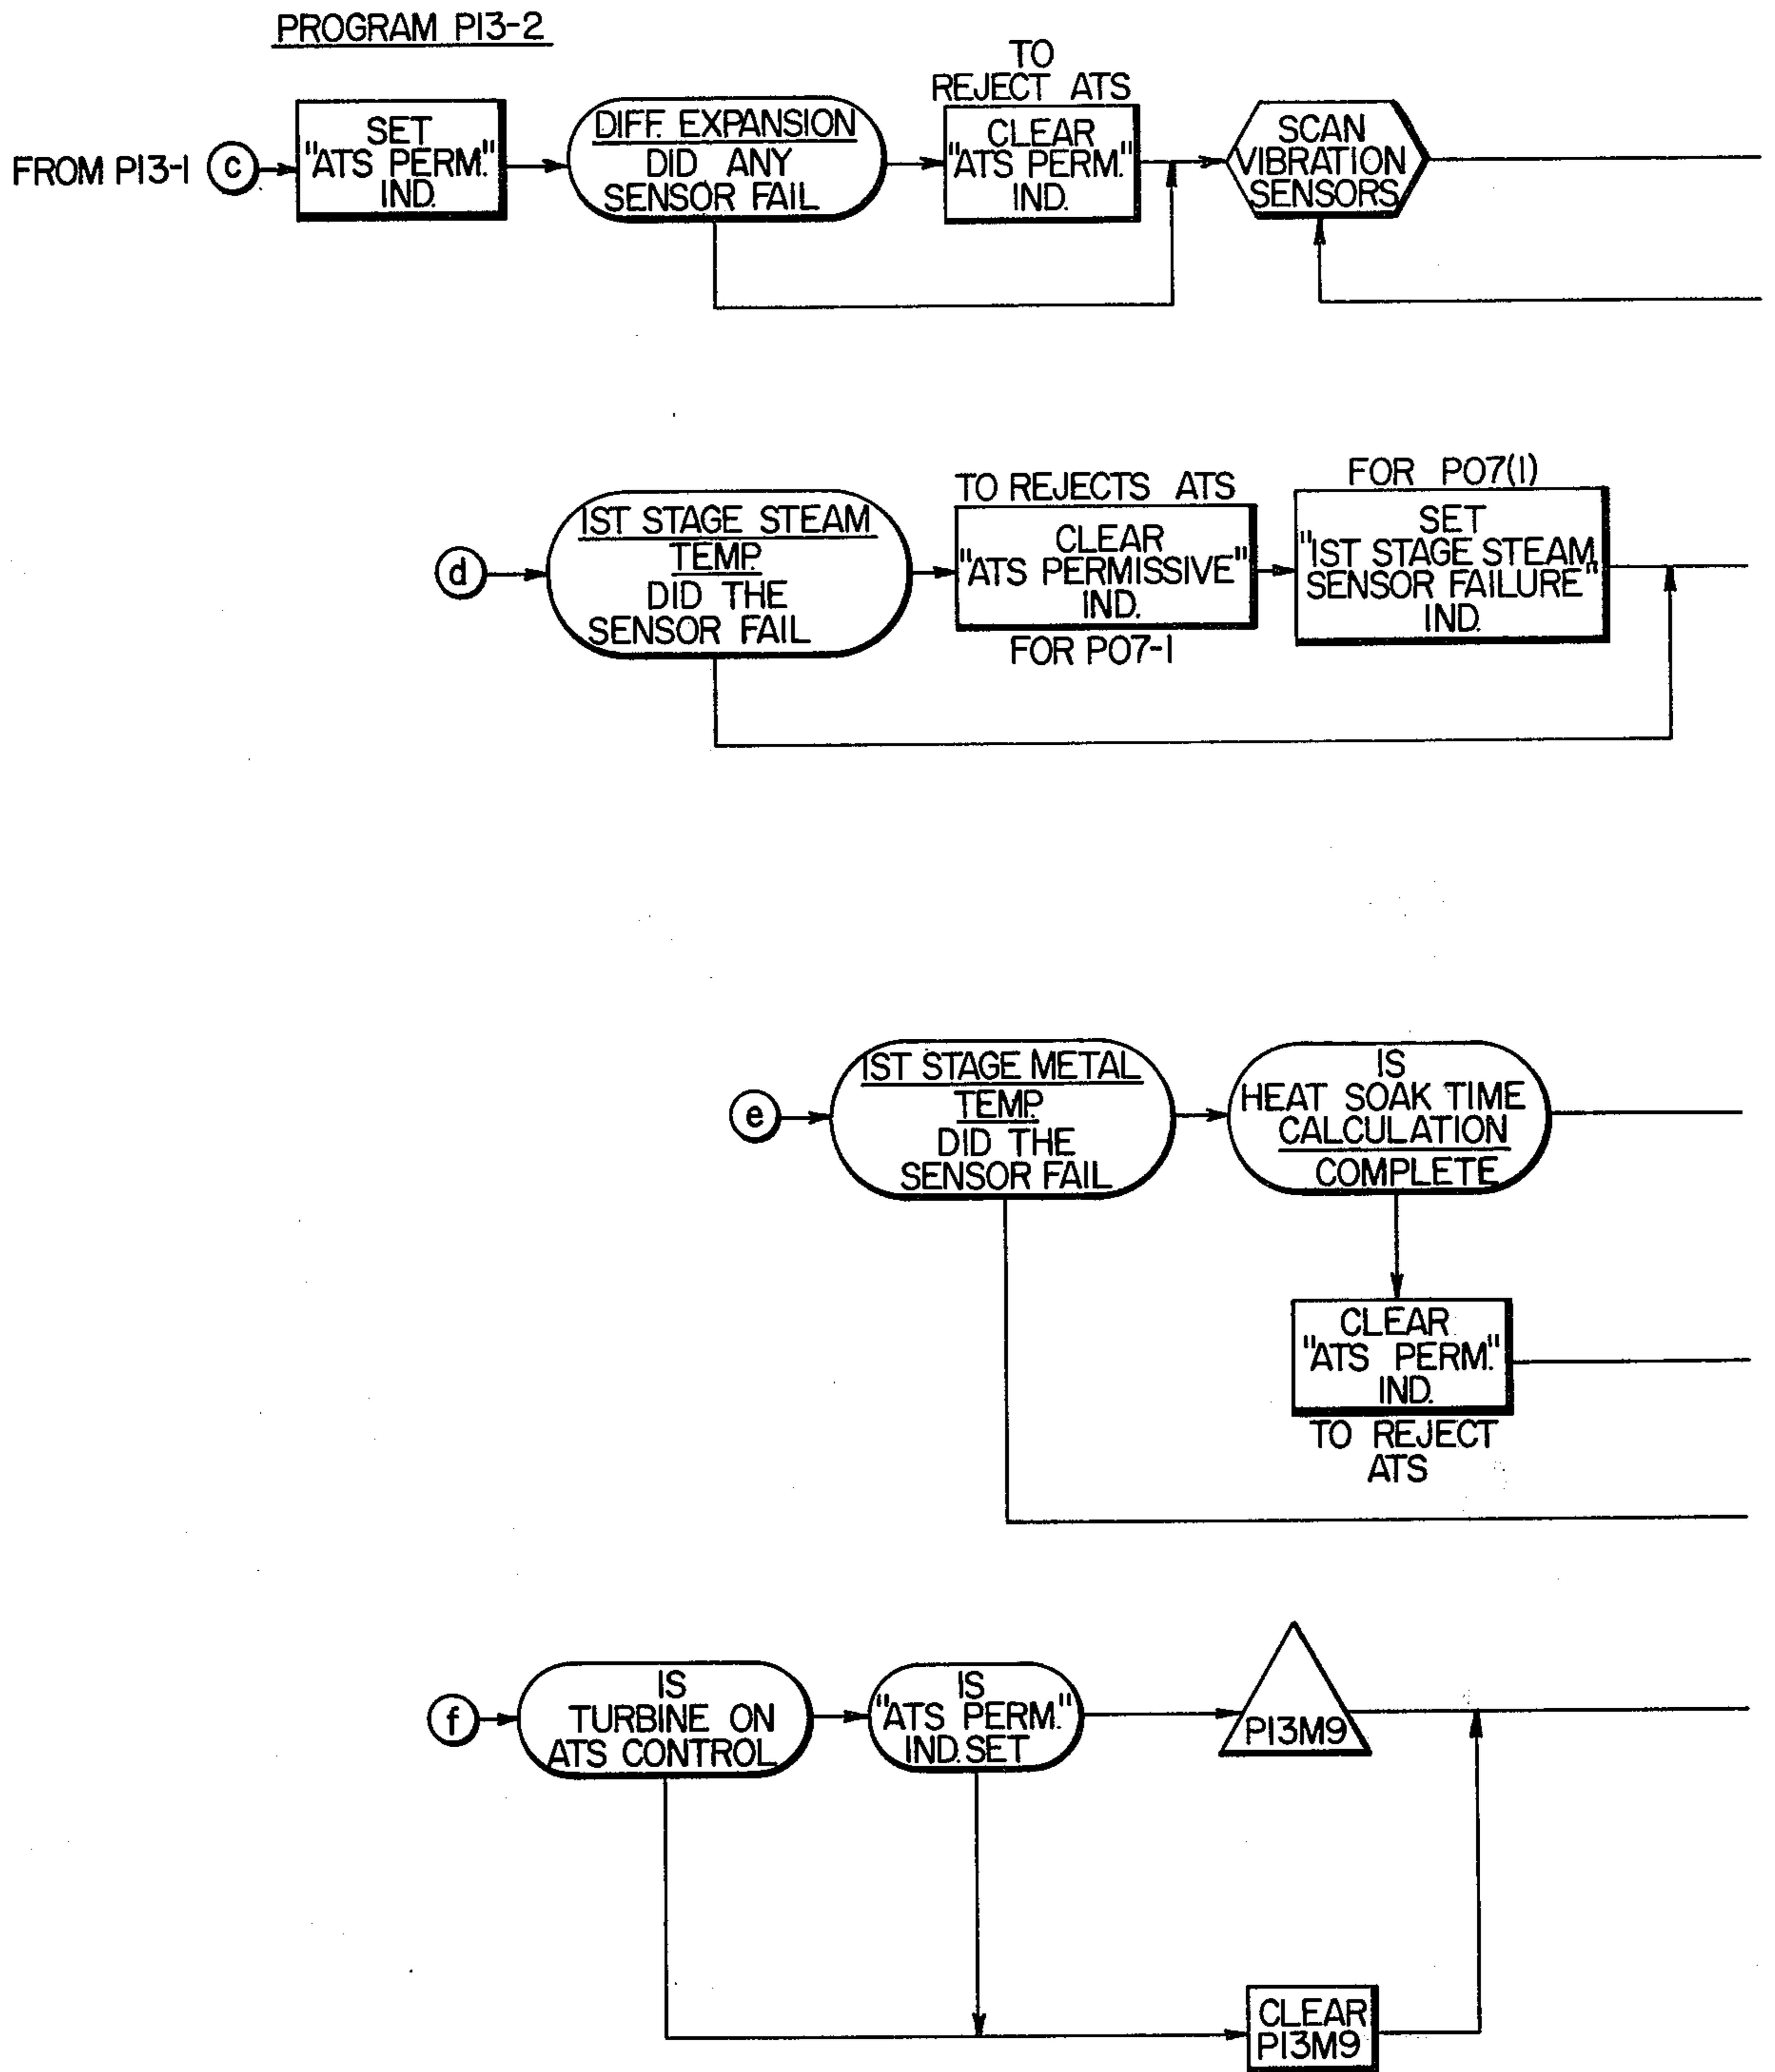 PROGRAM P13-2
FROM P13-1
c
SET
"ATS PERM."
IND.
DIFF. EXPANSION
DID ANY
SENSOR FAIL
TO
REJECT ATS
CLEAR
"ATS PERM."
IND.
SCAN
VIBRATION
SENSORS
d
1ST STAGE STEAM
TEMP.
DID THE
SENSOR FAIL
TO REJECTS ATS
CLEAR
"ATS PERMISSIVE"
IND.
FOR P07-1
FOR P07(1)
SET
"1ST STAGE STEAM
SENSOR FAILURE"
IND.
e
1ST STAGE METAL
TEMP.
DID THE
SENSOR FAIL
IS
HEAT SOAK TIME
CALCULATION
COMPLETE
CLEAR
"ATS PERM."
IND.
TO REJECT
ATS
f
IS
TURBINE ON
ATS CONTROL
IS
"ATS PERM."
IND. SET
P13M9
CLEAR
P13M9